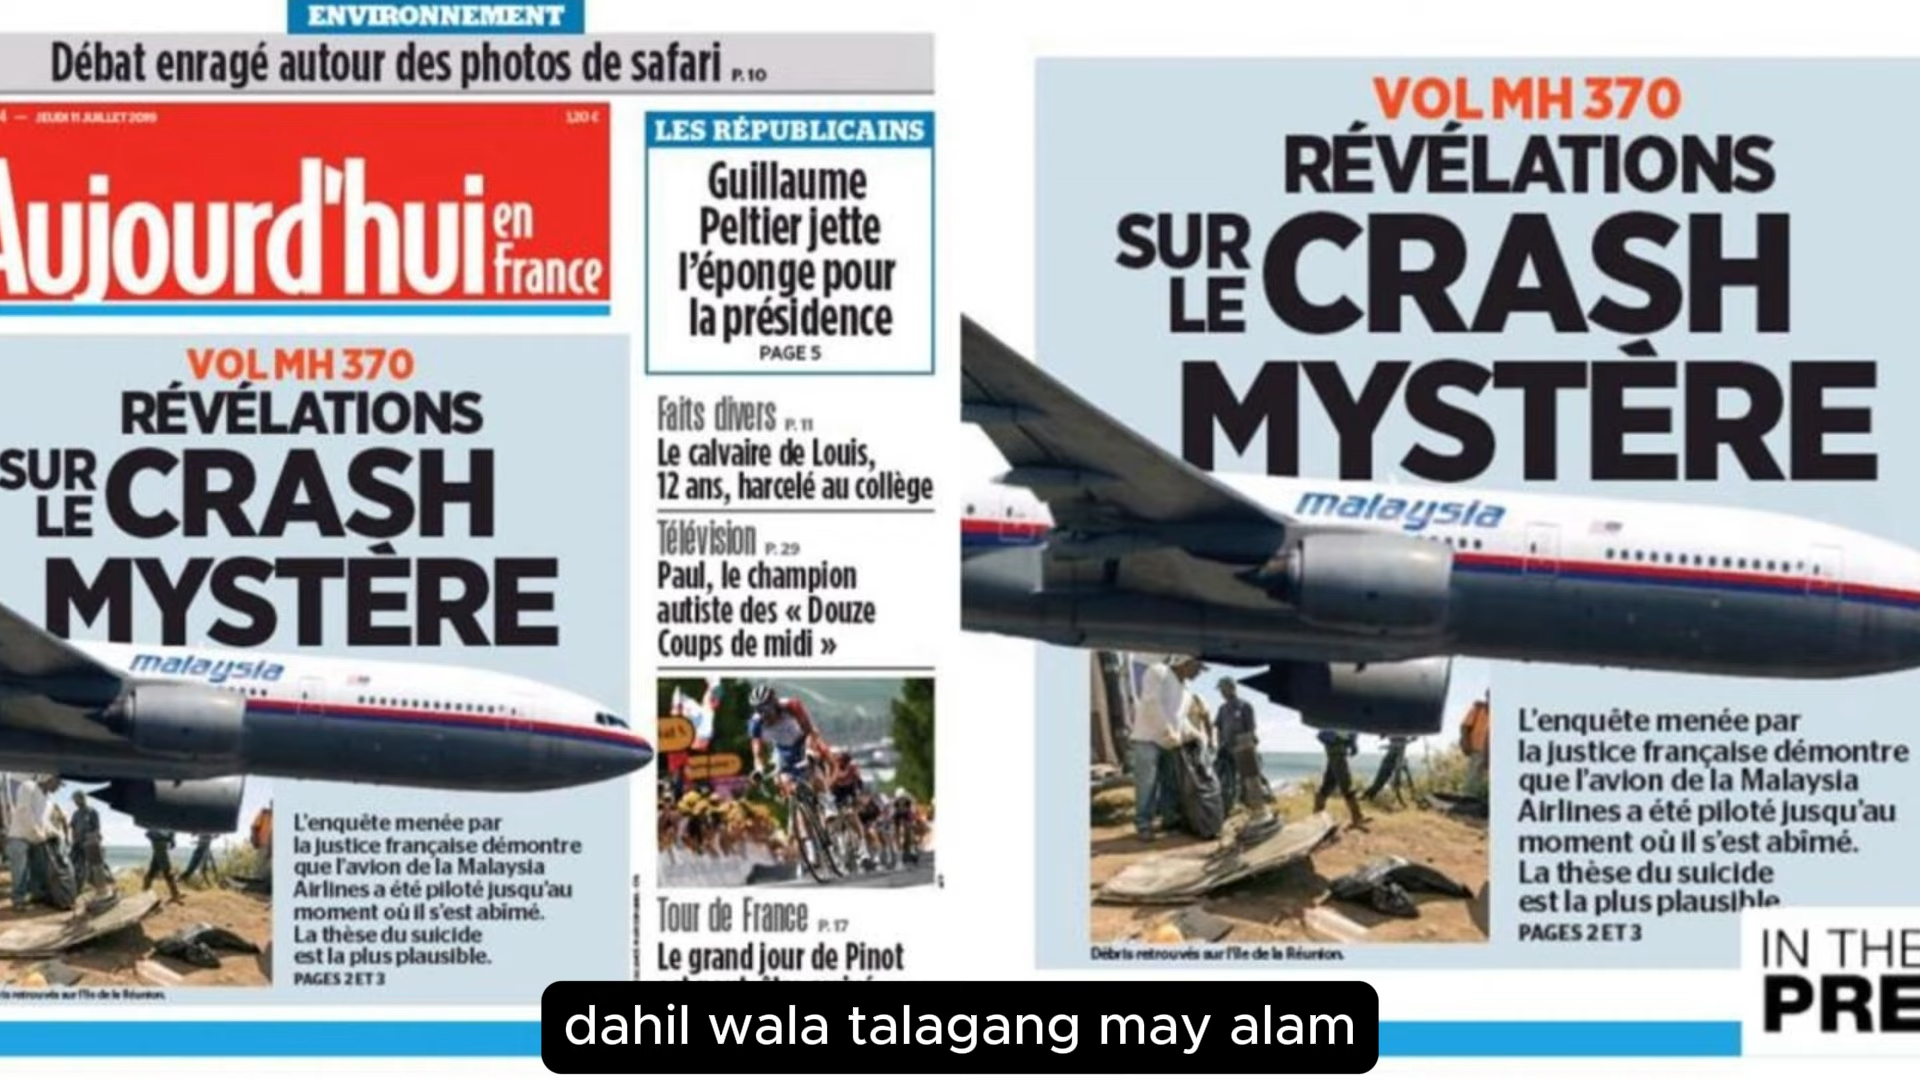 ENVIRONNEMENT
Débat enragé autour des photos de safari P.10
JEUDI 11 JUILLET 2019
1,20 €
Aujourd'hui en france
LES RÉPUBLICAINS
Guillaume
Peltier jette
l'éponge pour
la présidence
PAGE 5
VOL MH 370
RÉVÉLATIONS
SUR LE CRASH
MYSTÈRE
malaysia
L'enquête menée par
la justice française démontre
que l'avion de la Malaysia
Airlines a été piloté jusqu'au
moment où il s'est abîmé.
La thèse du suicide
est la plus plausible.
PAGES 2 ET 3
retrouvés sur l'île de la Réunion.
Faits divers P. 11
Le calvaire de Louis,
12 ans, harcelé au collège
Télévision P. 29
Paul, le champion
autiste des « Douze
Coups de midi »
Tour de France P. 17
Le grand jour de Pinot
VOL MH 370
RÉVÉLATIONS
SUR LE CRASH
MYSTÈRE
malaysia
L'enquête menée par
la justice française démontre
que l'avion de la Malaysia
Airlines a été piloté jusqu'au
moment où il s'est abîmé.
La thèse du suicide
est la plus plausible
PAGES 2 ET 3
Débris retrouvés sur l'île de la Réunion.
IN THE
PRE
dahil wala talagang may alam